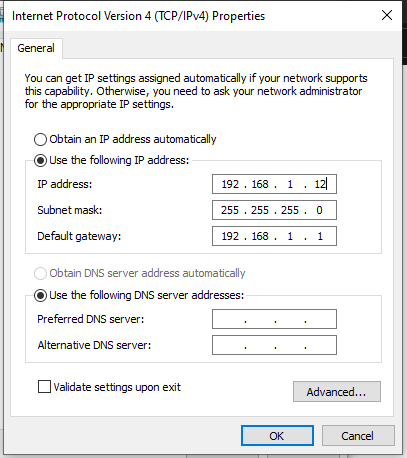 Internet Protocol Version 4 (TCP/IPv4) Properties
General
You can get IP settings assigned automatically if your network supports
this capability. Otherwise, you need to ask your network administrator
for the appropriate IP settings.
Obtain an IP address automatically
Use the following IP address:
IP address: 192 . 168 . 1 . 12
Subnet mask: 255 . 255 . 255 . 0
Default gateway: 192 . 168 . 1 . 1
Obtain DNS server address automatically
Use the following DNS server addresses:
Preferred DNS server: . . .
Alternative DNS server: . . .
Validate settings upon exit
Advanced...
OK Cancel